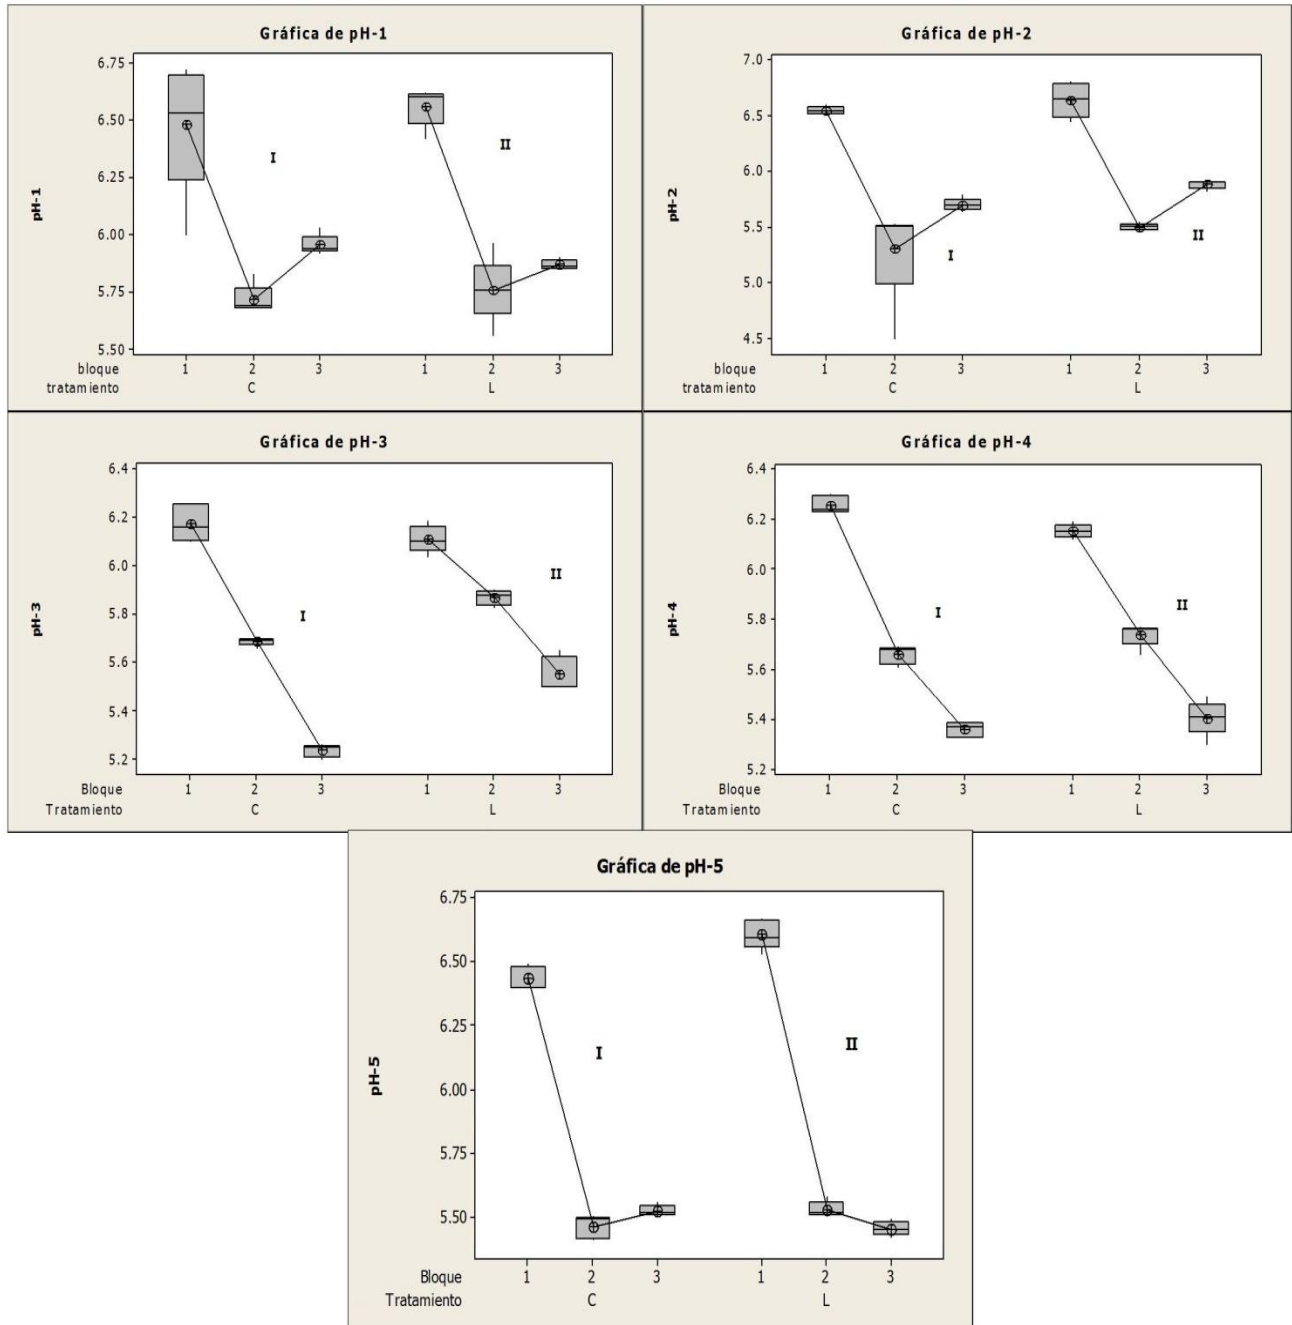 Gráfica de pH-1
pH-1
6.75
6.50
6.25
6.00
5.75
5.50
I
II
bloque 1 2 3 1 2 3
tratamiento C L
Gráfica de pH-2
pH-2
7.0
6.5
6.0
5.5
5.0
4.5
I
II
bloque 1 2 3 1 2 3
tratamiento C L
Gráfica de pH-3
pH-3
6.4
6.2
6.0
5.8
5.6
5.4
5.2
I
II
Bloque 1 2 3 1 2 3
Tratamiento C L
Gráfica de pH-4
pH-4
6.4
6.2
6.0
5.8
5.6
5.4
5.2
I
II
Bloque 1 2 3 1 2 3
Tratamiento C L
Gráfica de pH-5
pH-5
6.75
6.50
6.25
6.00
5.75
5.50
I
II
Bloque 1 2 3 1 2 3
Tratamiento C L